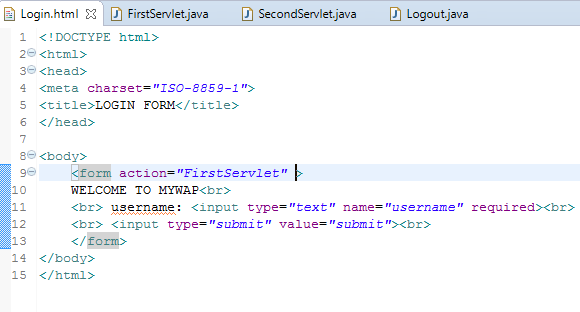 Login.html FirstServlet.java SecondServlet.java Logout.java
1 <!DOCTYPE html>
2 <html>
3 <head>
4 <meta charset="ISO-8859-1">
5 <title>LOGIN FORM</title>
6 </head>
7
8 <body>
9 <form action="FirstServlet" >
10 WELCOME TO MYWAP<br>
11 <br> username: <input type="text" name="username" required><br>
12 <br> <input type="submit" value="submit"><br>
13 </form>
14 </body>
15 </html>